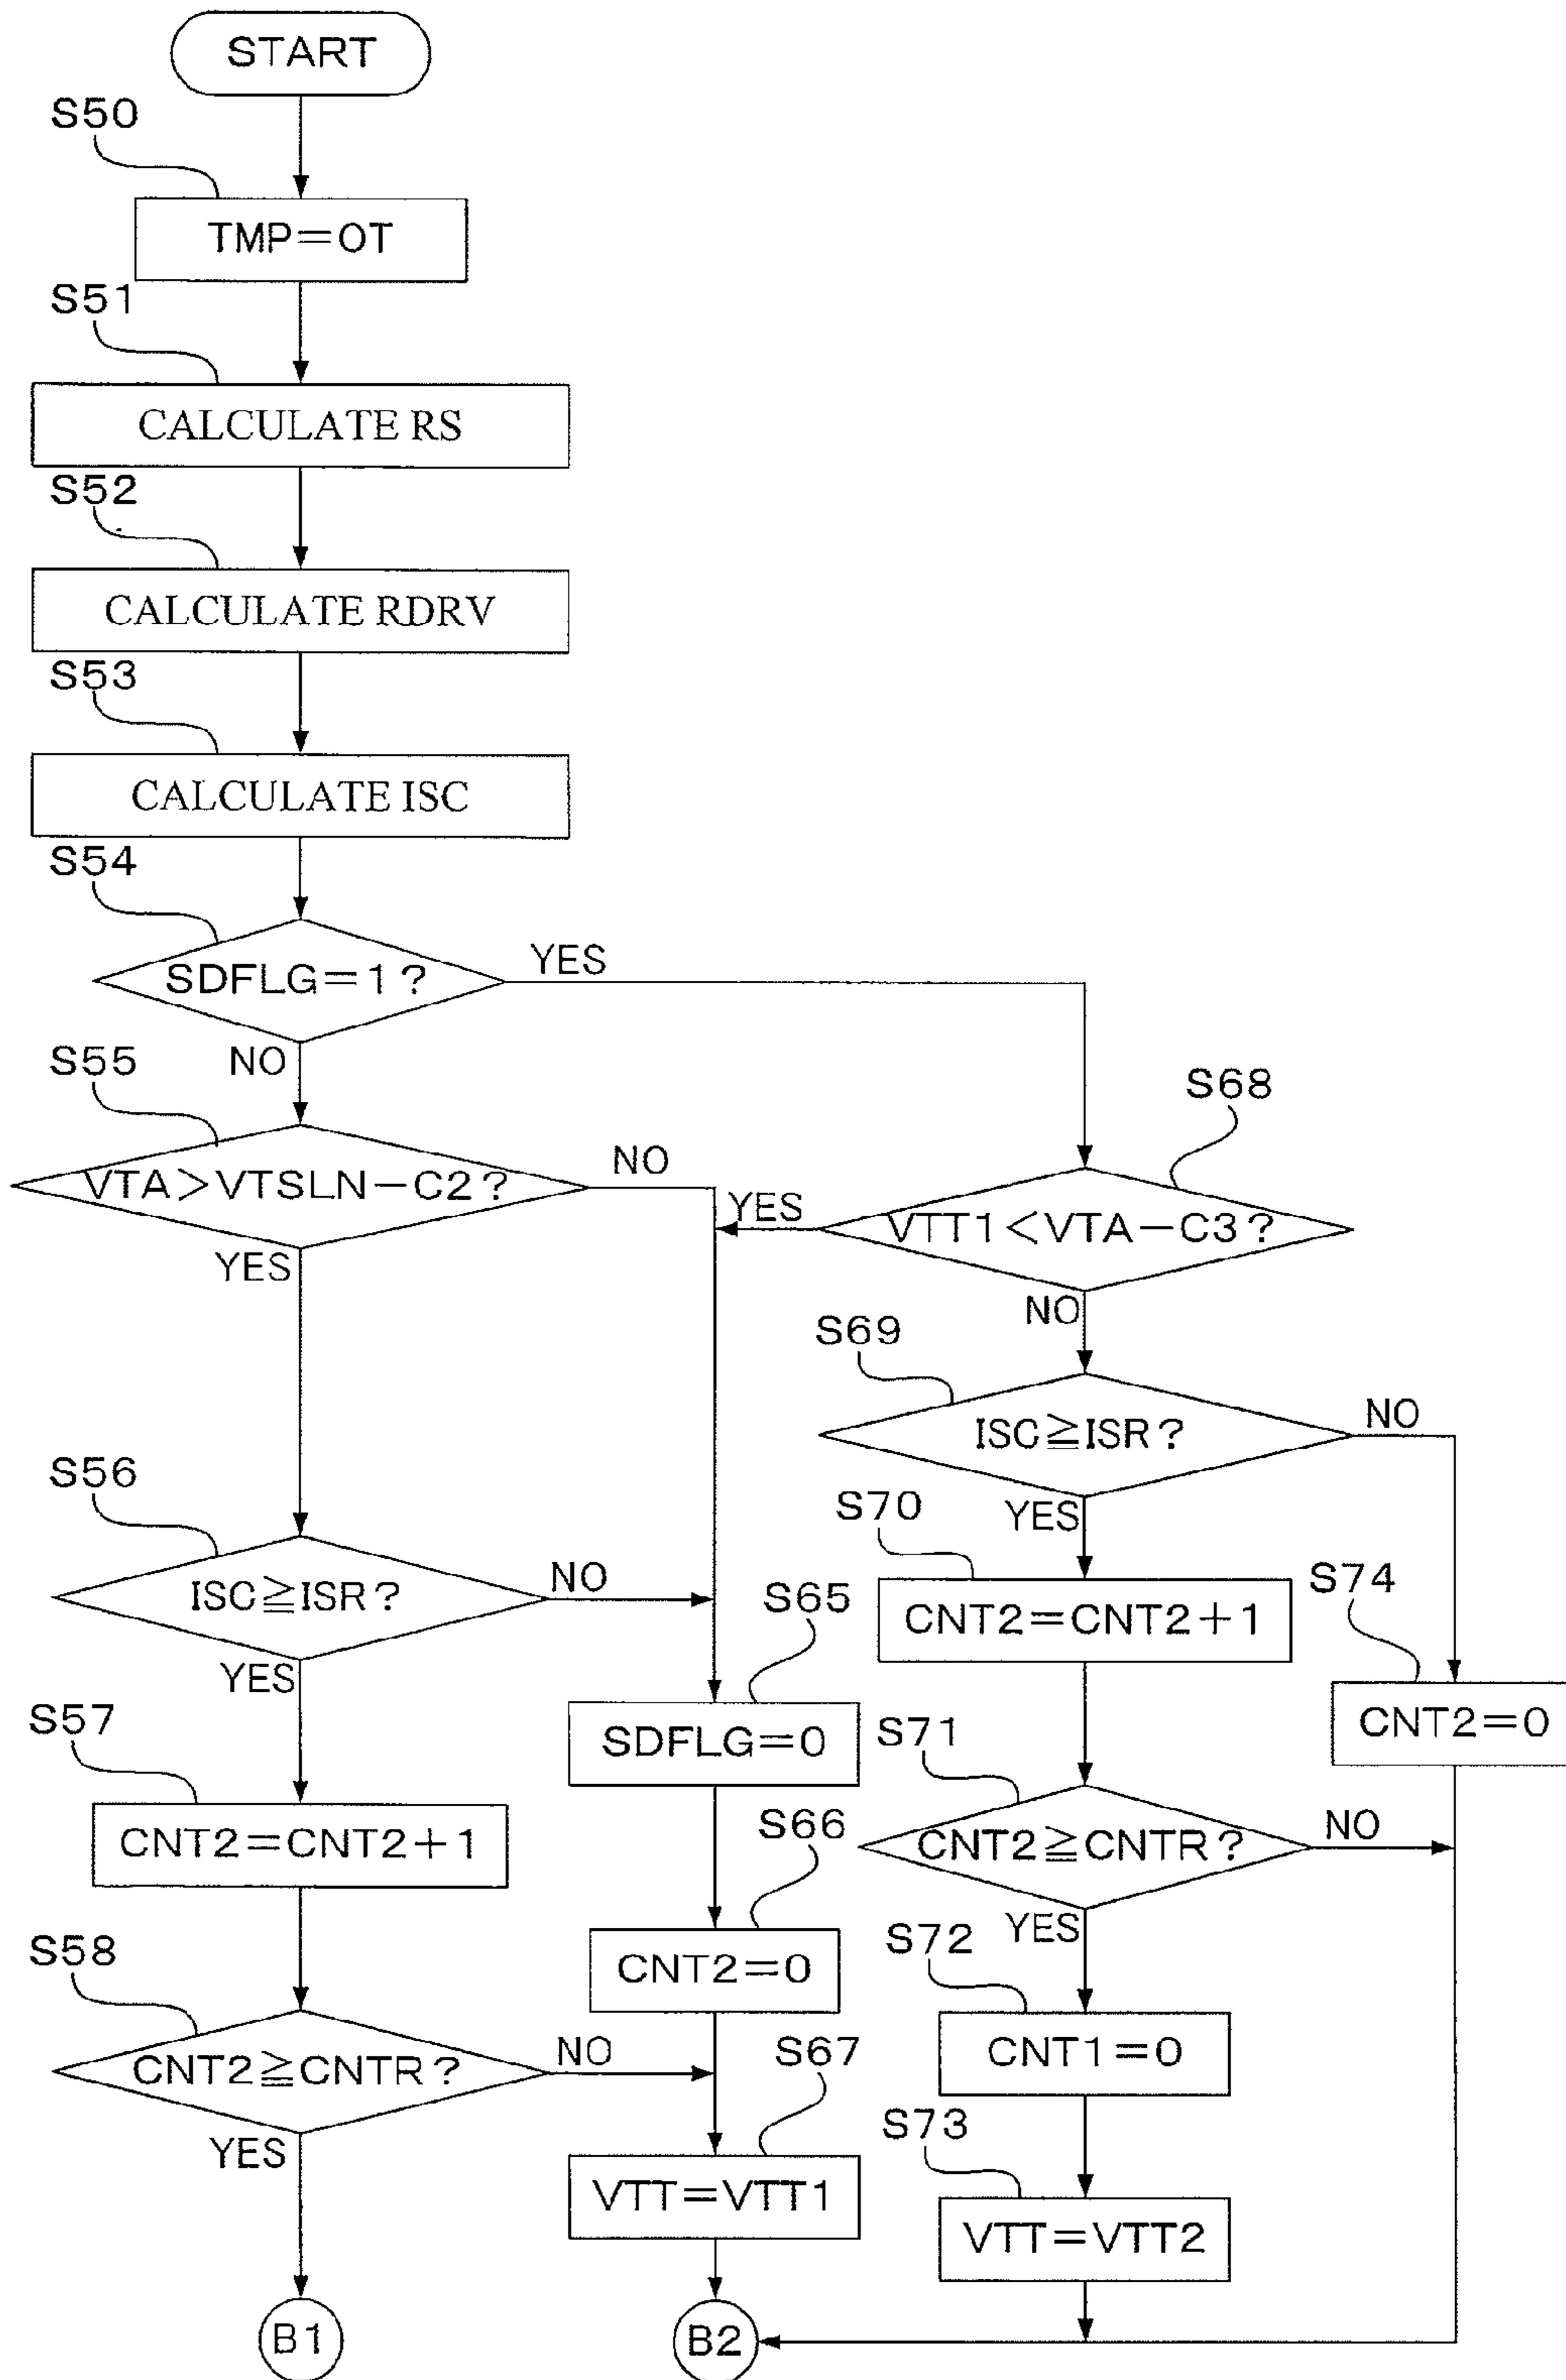 START
S50
TMP=OT
S51
CALCULATE RS
S52
CALCULATE RDRV
S53
CALCULATE ISC
S54
SDFLG=1?
YES
NO
S55
VTA>VTSLN-C2?
NO
YES
S68
VTT1<VTA-C3?
YES
NO
S69
ISC≧ISR?
NO
YES
S56
ISC≧ISR?
NO
YES
S70
CNT2=CNT2+1
S74
CNT2=0
S65
SDFLG=0
S57
CNT2=CNT2+1
S71
CNT2≧CNTR?
NO
YES
S66
CNT2=0
S58
CNT2≧CNTR?
NO
YES
S72
CNT1=0
S67
VTT=VTT1
S73
VTT=VTT2
B1
B2